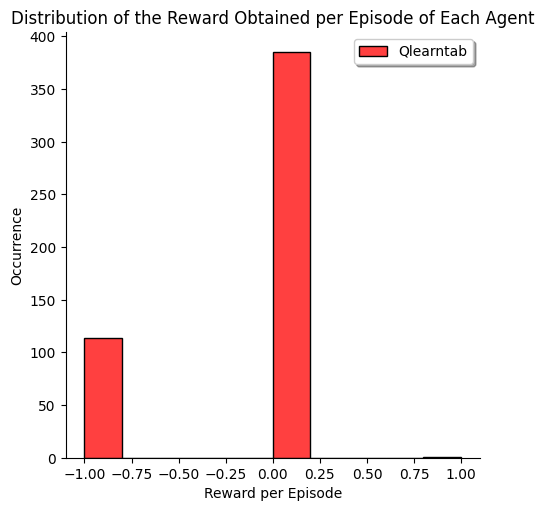 Distribution of the Reward Obtained per Episode of Each Agent
400
350
300
250
200
150
100
50
0
Occurrence
Qlearntab
−1.00 −0.75 −0.50 −0.25 0.00 0.25 0.50 0.75 1.00
Reward per Episode